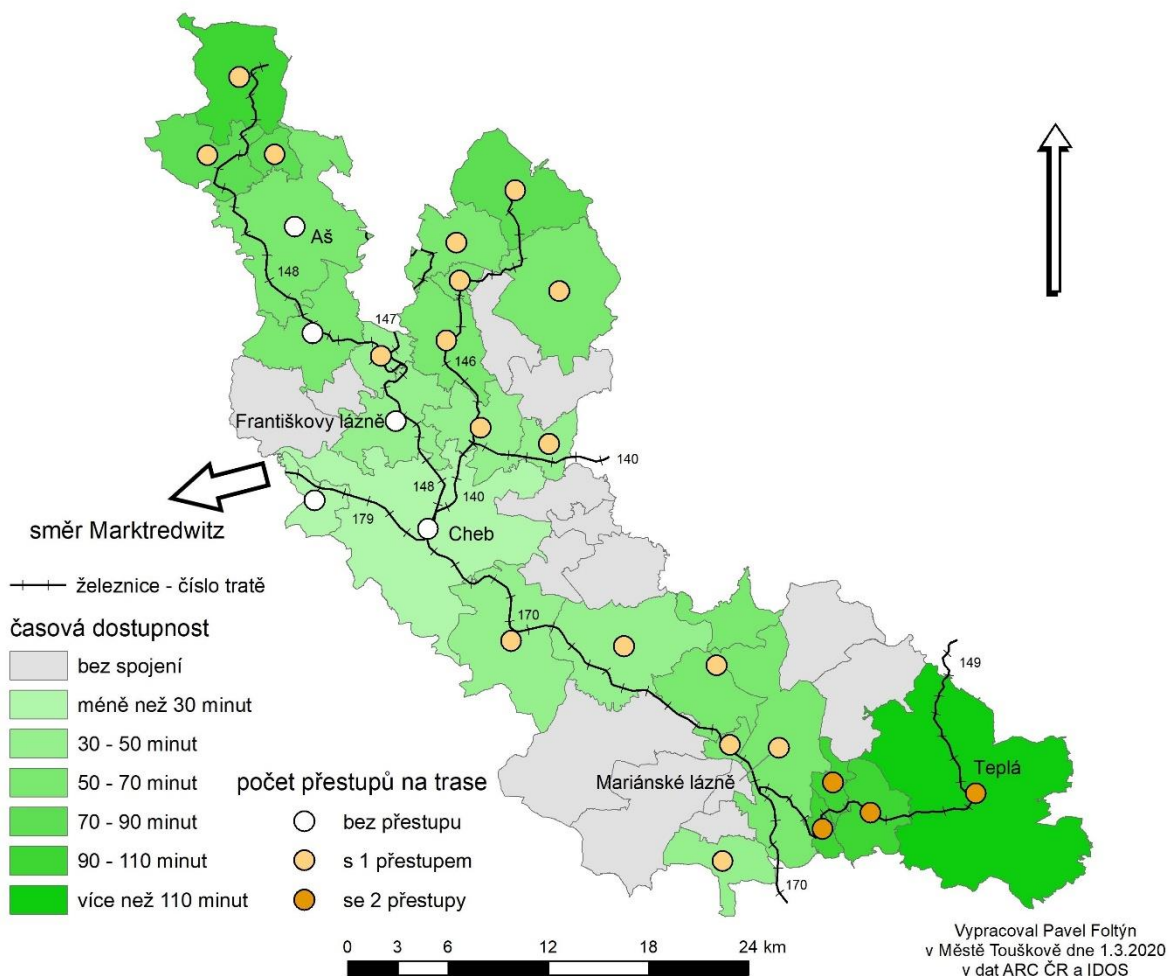 Aš
148
147
146
Františkovy lázně
140
148
140
179
Cheb
směr Marktredwitz
železnice - číslo tratě
časová dostupnost
bez spojení
méně než 30 minut
30 - 50 minut
50 - 70 minut
70 - 90 minut
90 - 110 minut
více než 110 minut
170
149
Teplá
Mariánské lázně
170
počet přestupů na trase
bez přestupu
s 1 přestupem
se 2 přestupy
0 3 6 12 18 24 km
Vypracoval Pavel Foltýn
v Městě Touškově dne 1.3.2020
v dat ARC ČR a IDOS